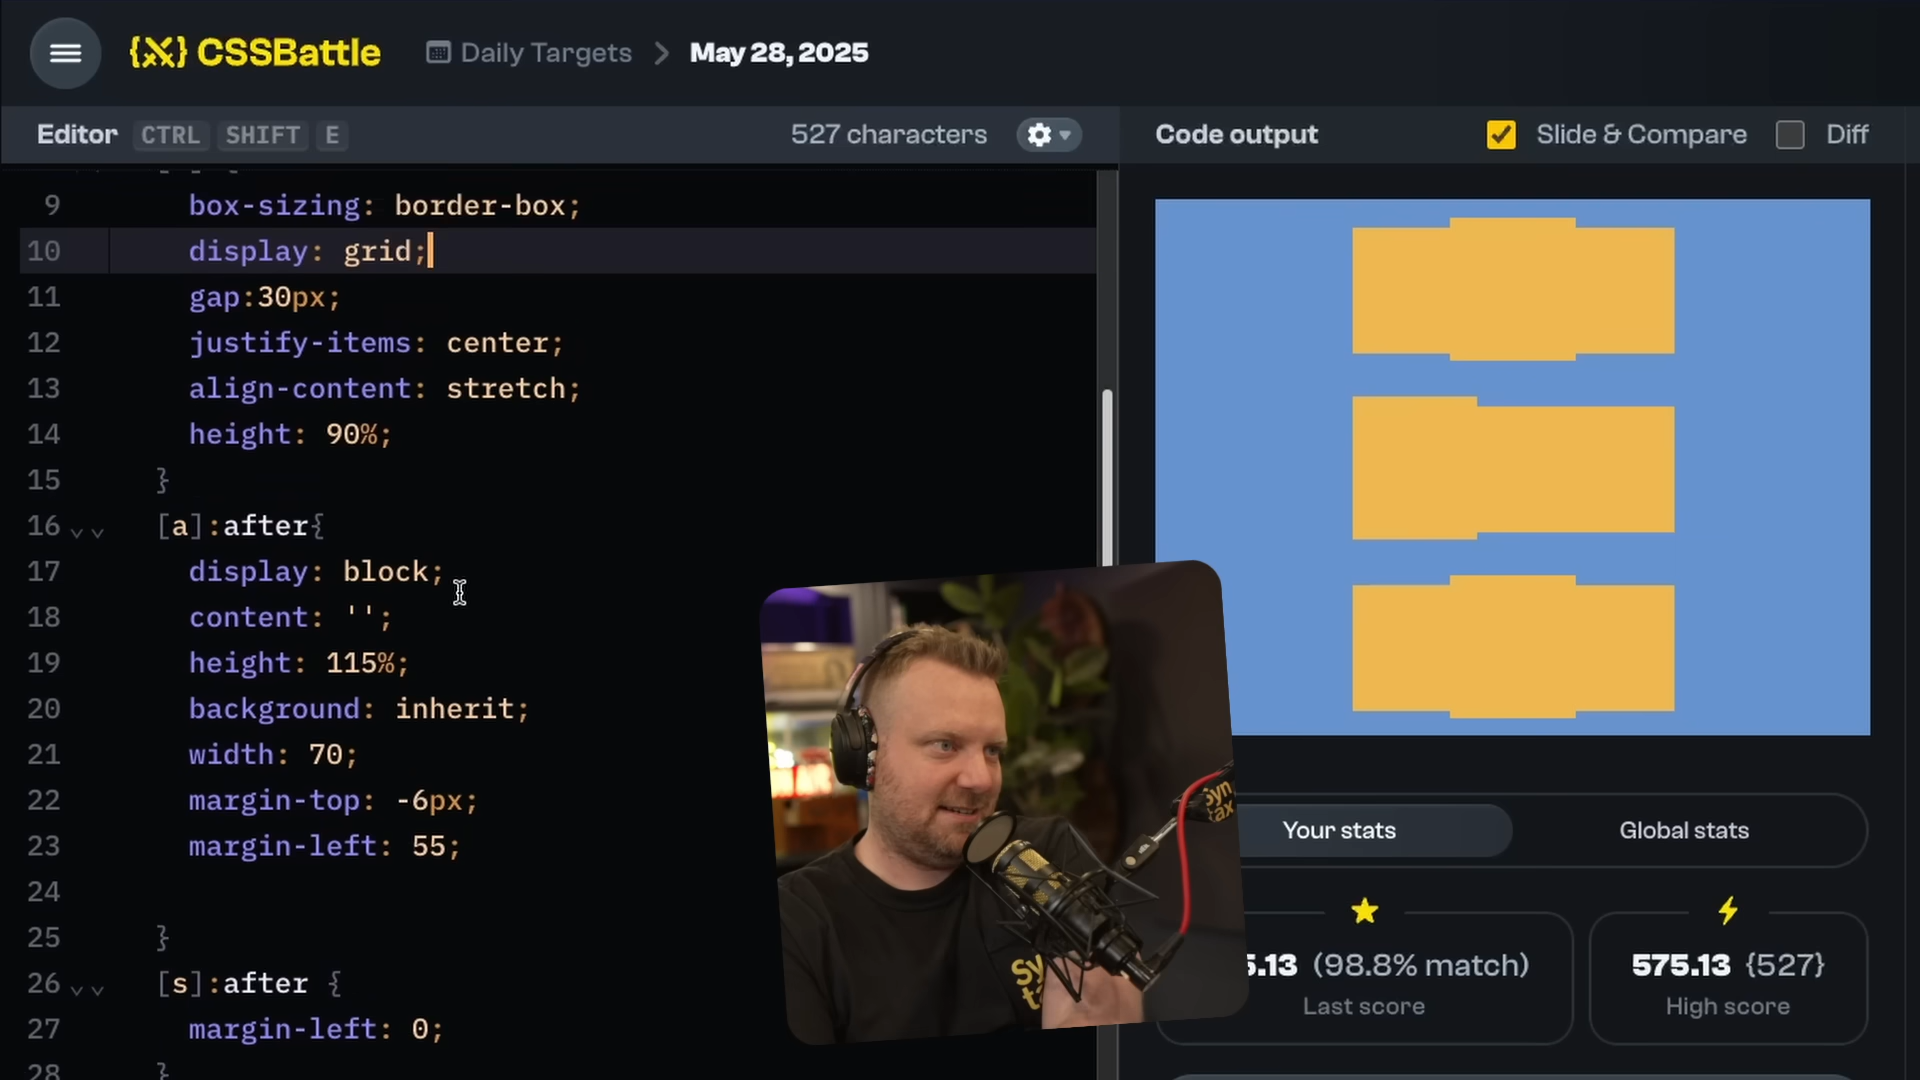 {X} CSSBattle
Daily Targets > May 28, 2025
Editor CTRL SHIFT E
527 characters
Code output
Slide & Compare
Diff
9 box-sizing: border-box;
10 display: grid;
11 gap:30px;
12 justify-items: center;
13 align-content: stretch;
14 height: 90%;
15 }
16 [a]:after{
17 display: block;
18 content: '';
19 height: 115%;
20 background: inherit;
21 width: 70;
22 margin-top: -6px;
23 margin-left: 55;
24
25 }
26 [s]:after {
27 margin-left: 0;
28 }
Syn
tax
Your stats
Global stats
5.13 (98.8% match)
Last score
575.13 {527}
High score